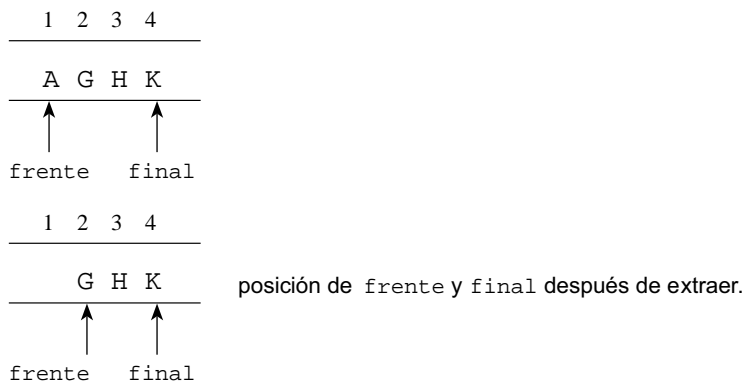 1 2 3 4
A G H K
frente final
1 2 3 4
G H K posición de frente y final después de extraer.
frente final